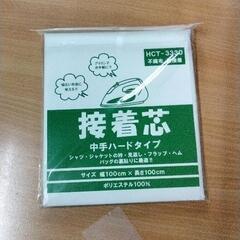 HCT-3330
不織布
接着芯
中手ハードタイプ
シャツ・ジャケットの衿・見返し・フラップ・ヘム
バックの裏貼りに最適!!
サイズ 幅100cm×長さ100cm
ポリエステル100%